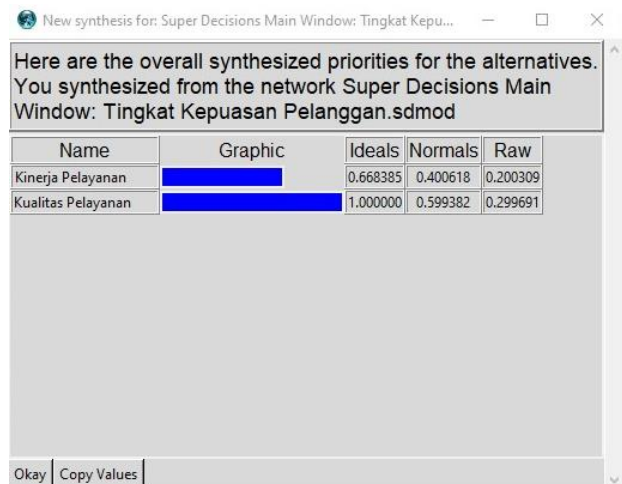 New synthesis for: Super Decisions Main Window: Tingkat Kepu...
Here are the overall synthesized priorities for the alternatives.
You synthesized from the network Super Decisions Main
Window: Tingkat Kepuasan Pelanggan.sdmod
Name Graphic Ideals Normals Raw
Kinerja Pelayanan 0.668385 0.400618 0.200309
Kualitas Pelayanan 1.000000 0.599382 0.299691
Okay Copy Values